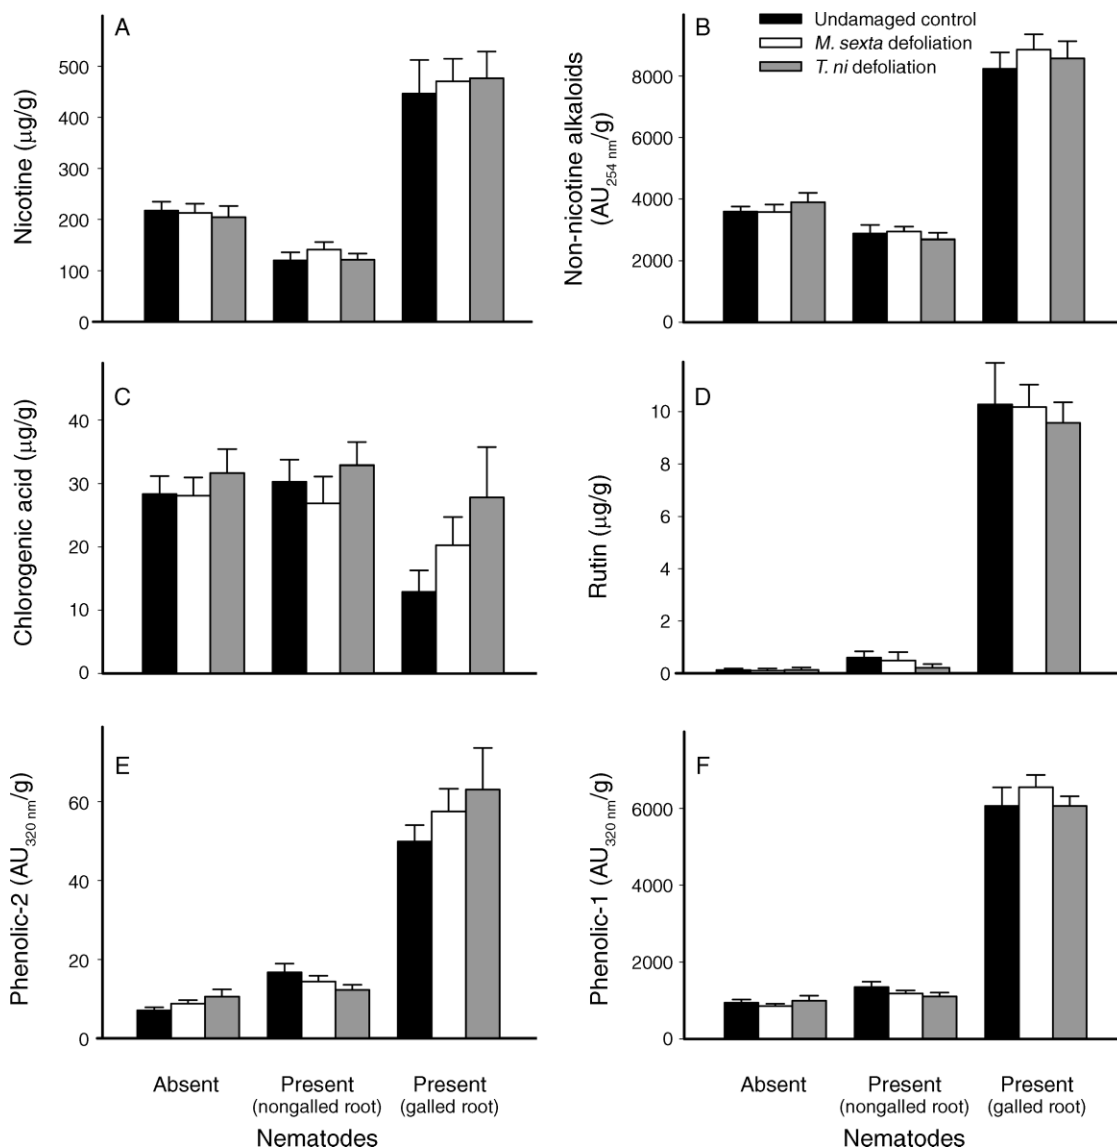 A
Nicotine (µg/g)
500
400
300
200
100
0
B
Undamaged control
M. sexta defoliation
T. ni defoliation
Non-nicotine alkaloids
(AU254 nm/g)
8000
6000
4000
2000
0
C
Chlorogenic acid (µg/g)
40
30
20
10
0
D
Rutin (µg/g)
10
8
6
4
2
0
E
Phenolic-2 (AU320 nm/g)
60
40
20
0
Absent
Present
(nongalled root)
Present
(galled root)
Nematodes
F
Phenolic-1 (AU320 nm/g)
6000
4000
2000
0
Absent
Present
(nongalled root)
Present
(galled root)
Nematodes